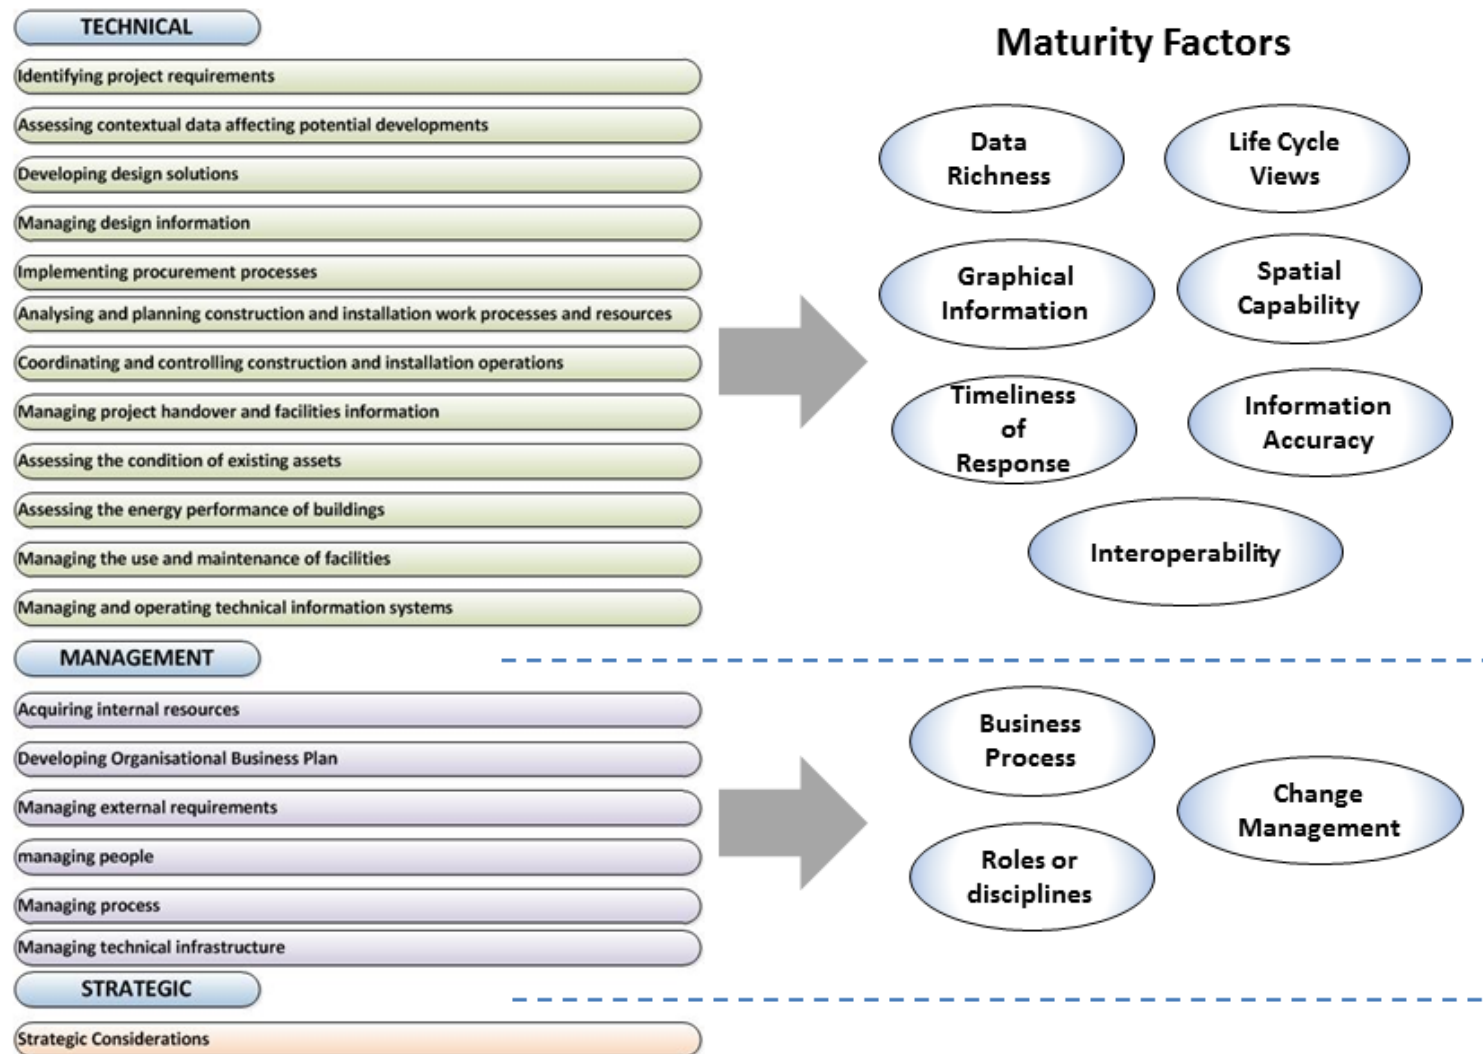 TECHNICAL
Identifying project requirements
Assessing contextual data affecting potential developments
Developing design solutions
Managing design information
Implementing procurement processes
Analysing and planning construction and installation work processes and resources
Coordinating and controlling construction and installation operations
Managing project handover and facilities information
Assessing the condition of existing assets
Assessing the energy performance of buildings
Managing the use and maintenance of facilities
Managing and operating technical information systems
MANAGEMENT
Acquiring internal resources
Developing Organisational Business Plan
Managing external requirements
managing people
Managing process
Managing technical infrastructure
STRATEGIC
Strategic Considerations
Maturity Factors
Data
Richness
Life Cycle
Views
Graphical
Information
Spatial
Capability
Timeliness
of
Response
Information
Accuracy
Interoperability
Business
Process
Change
Management
Roles or
disciplines